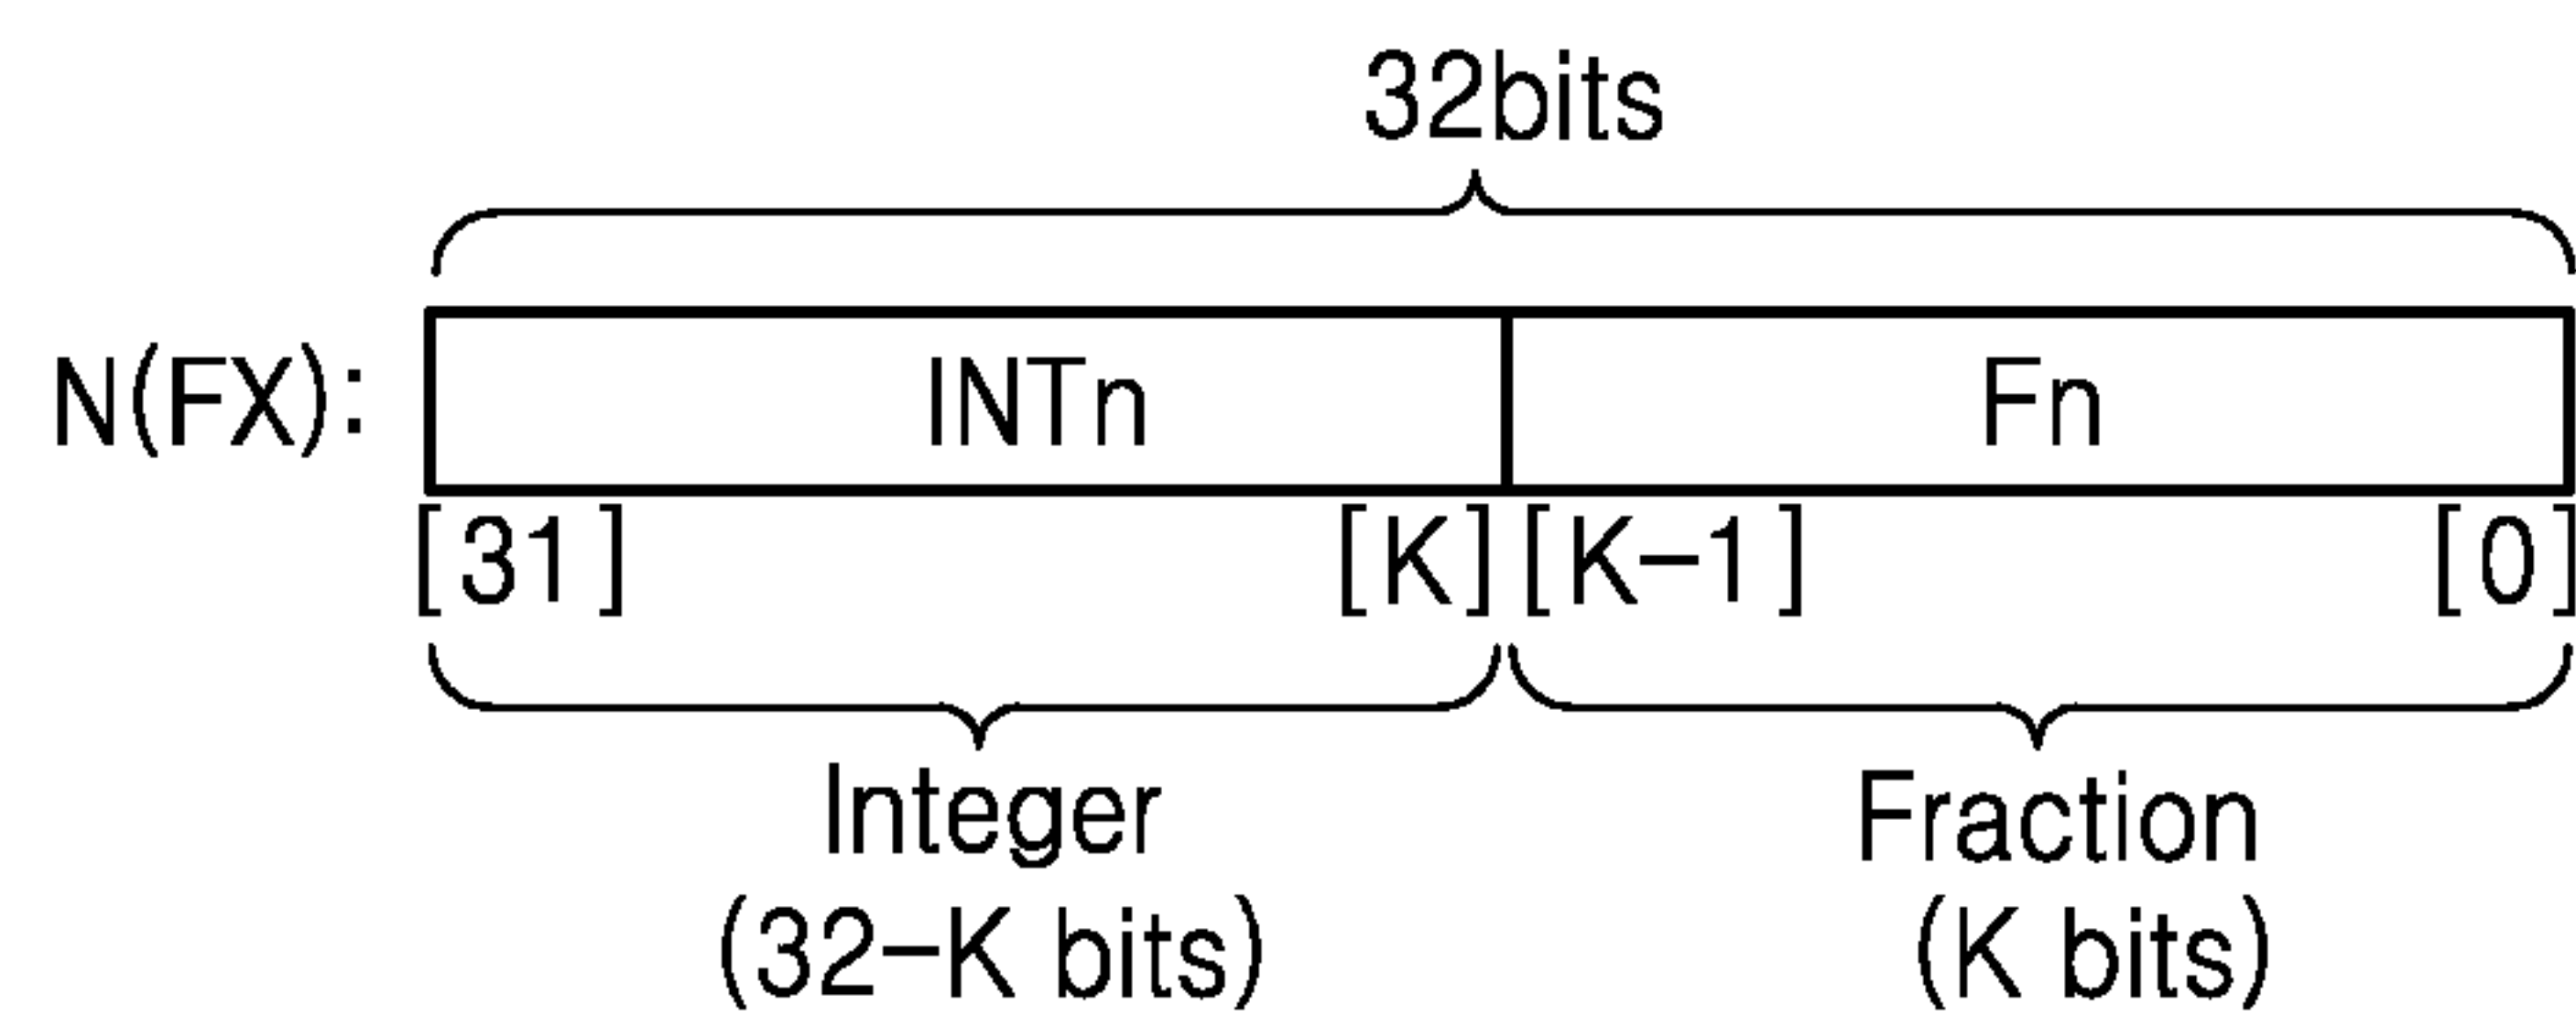 32bits
N(FX): INTn Fn
[31] [K] [K-1] [0]
Integer Fraction
(32-K bits) (K bits)